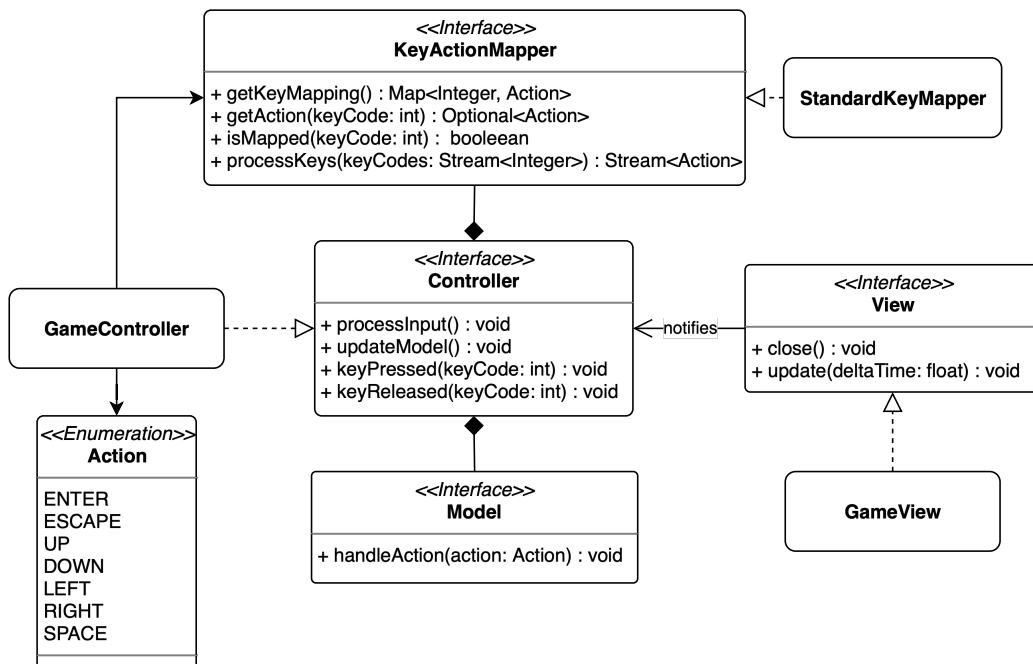 <<Interface>>
KeyActionMapper
+ getKeyMapping() : Map<Integer, Action>
+ getAction(keyCode: int) : Optional<Action>
+ isMapped(keyCode: int) :  booleean
+ processKeys(keyCodes: Stream<Integer>) : Stream<Action>
StandardKeyMapper
<<Interface>>
Controller
+ processInput() : void
+ updateModel() : void
+ keyPressed(keyCode: int) : void
+ keyReleased(keyCode: int) : void
GameController
notifies
<<Interface>>
View
+ close() : void
+ update(deltaTime: float) : void
<<Enumeration>>
Action
ENTER
ESCAPE
UP
DOWN
LEFT
RIGHT
SPACE
<<Interface>>
Model
+ handleAction(action: Action) : void
GameView